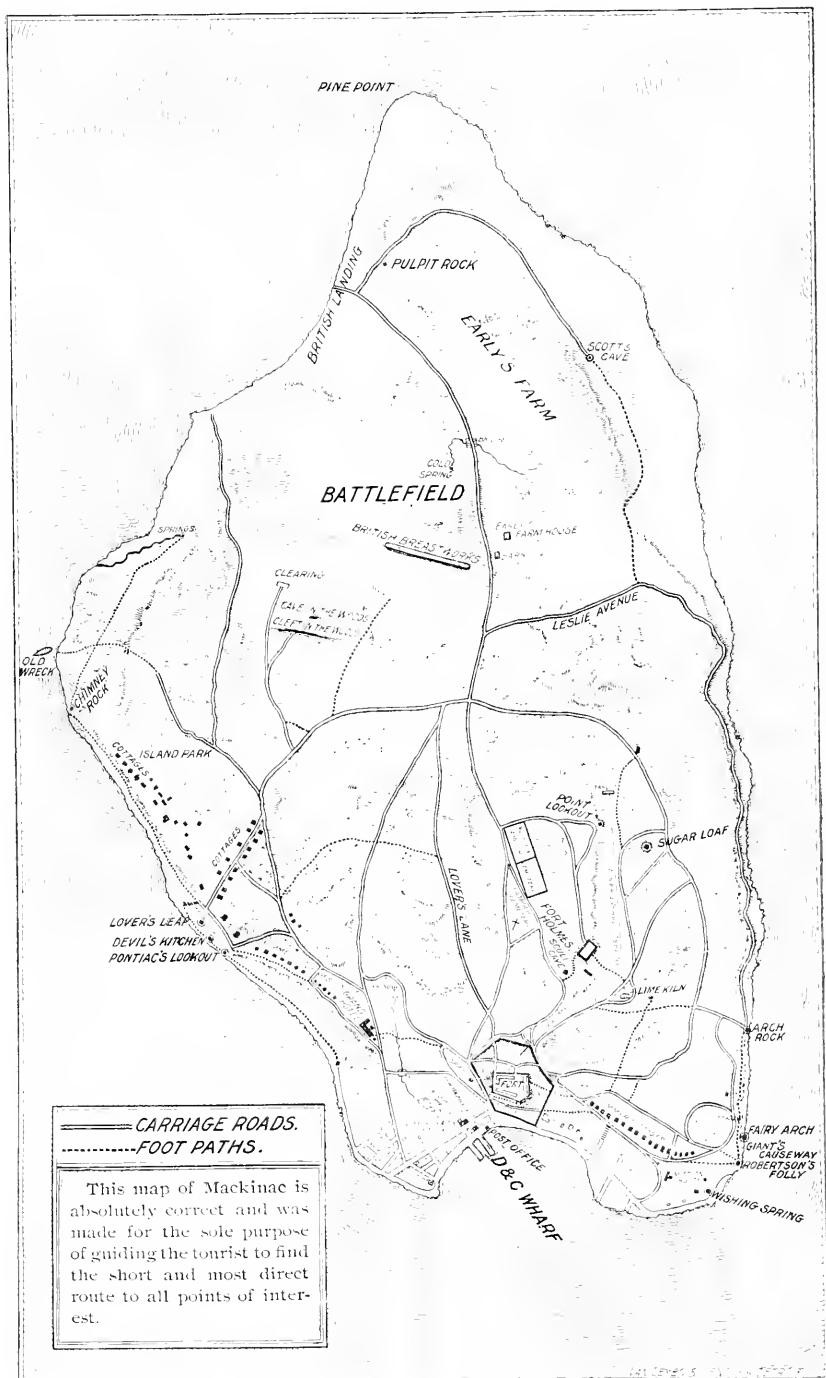 PINE POINT
BRITISH LANDING
PULPIT ROCK
EARLY'S FARM
SCOTTS
CAVE
COLD
SPRING
BATTLEFIELD
FARM HOUSE
BARN
BRITISH BREASTWORKS
SPRINGS
CLEARING
CAVE IN THE WOODS
CLEFT IN THE WOODS
LESLIE AVENUE
OLD
WRECK
CHIMNEY
ROCK
ISLAND PARK
COTTAGES
COTTAGES
POINT
LOOKOUT
SUGAR LOAF
LOVER'S LANE
FORT
HOLMES
SPRING
LOVER'S LEAP
DEVIL'S KITCHEN
PONTIAC'S LOOKOUT
LIME KILN
ARCH
ROCK
FORT
FAIRY ARCH
GIANT'S
CAUSEWAY
ROBERTSON'S
FOLLY
WISHING SPRING
POST OFFICE
D&C WHARF
CARRIAGE ROADS.
FOOT PATHS.
This map of Mackinac is
absolutely correct and was
made for the sole purpose
of guiding the tourist to find
the short and most direct
route to all points of inter-
est.